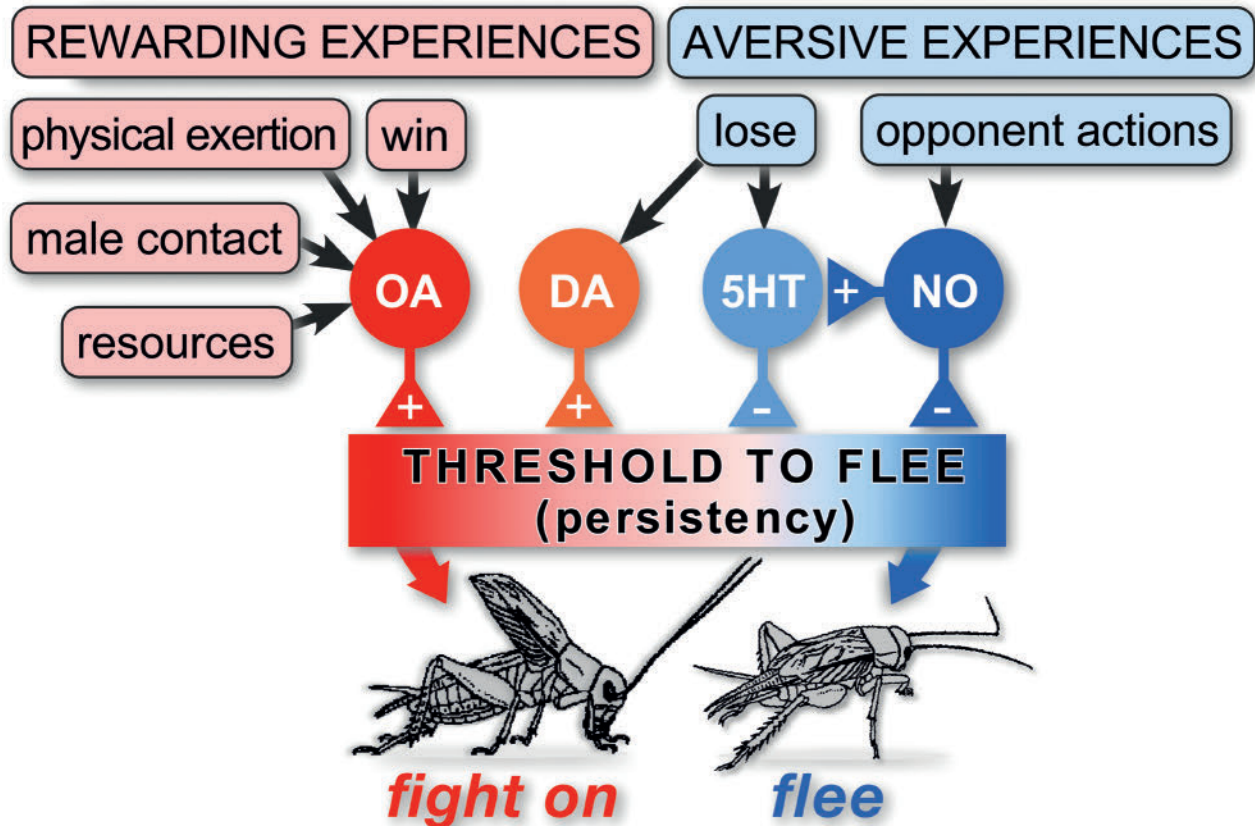 REWARDING EXPERIENCES
AVERSIVE EXPERIENCES
physical exertion
win
lose
opponent actions
male contact
resources
OA
DA
5HT
+
NO
+
+
-
-
THRESHOLD TO FLEE
(persistency)
fight on
flee